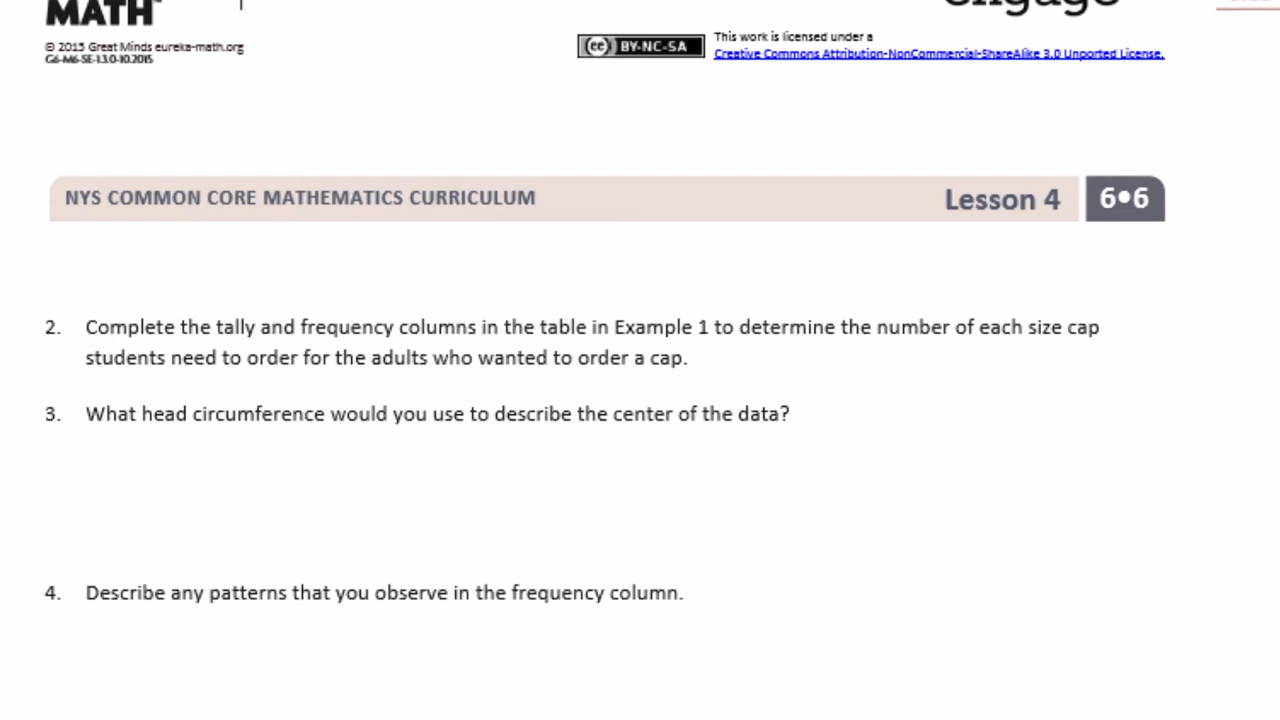 MATH
engage
© 2015 Great Minds eureka-math.org
G6-M6-SE-1.3.0-10.2015
cc BY-NC-SA
This work is licensed under a
Creative Commons Attribution-NonCommercial-ShareAlike 3.0 Unported License.
NYS COMMON CORE MATHEMATICS CURRICULUM
Lesson 4
6•6
2. Complete the tally and frequency columns in the table in Example 1 to determine the number of each size cap
students need to order for the adults who wanted to order a cap.
3. What head circumference would you use to describe the center of the data?
4. Describe any patterns that you observe in the frequency column.